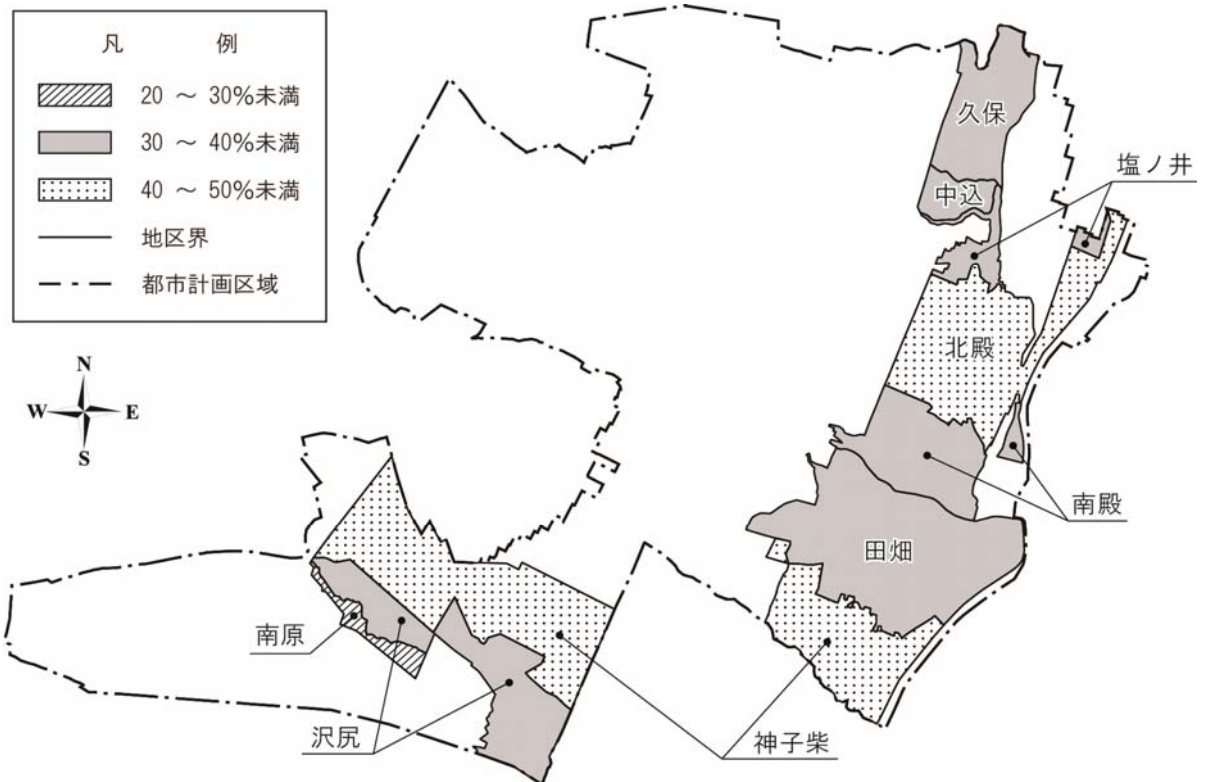 凡 例
20 ～ 30%未満
30 ～ 40%未満
40 ～ 50%未満
地区界
都市計画区域
N
W E
S
久保
塩ノ井
中込
北殿
南殿
田畑
南原
沢尻
神子柴